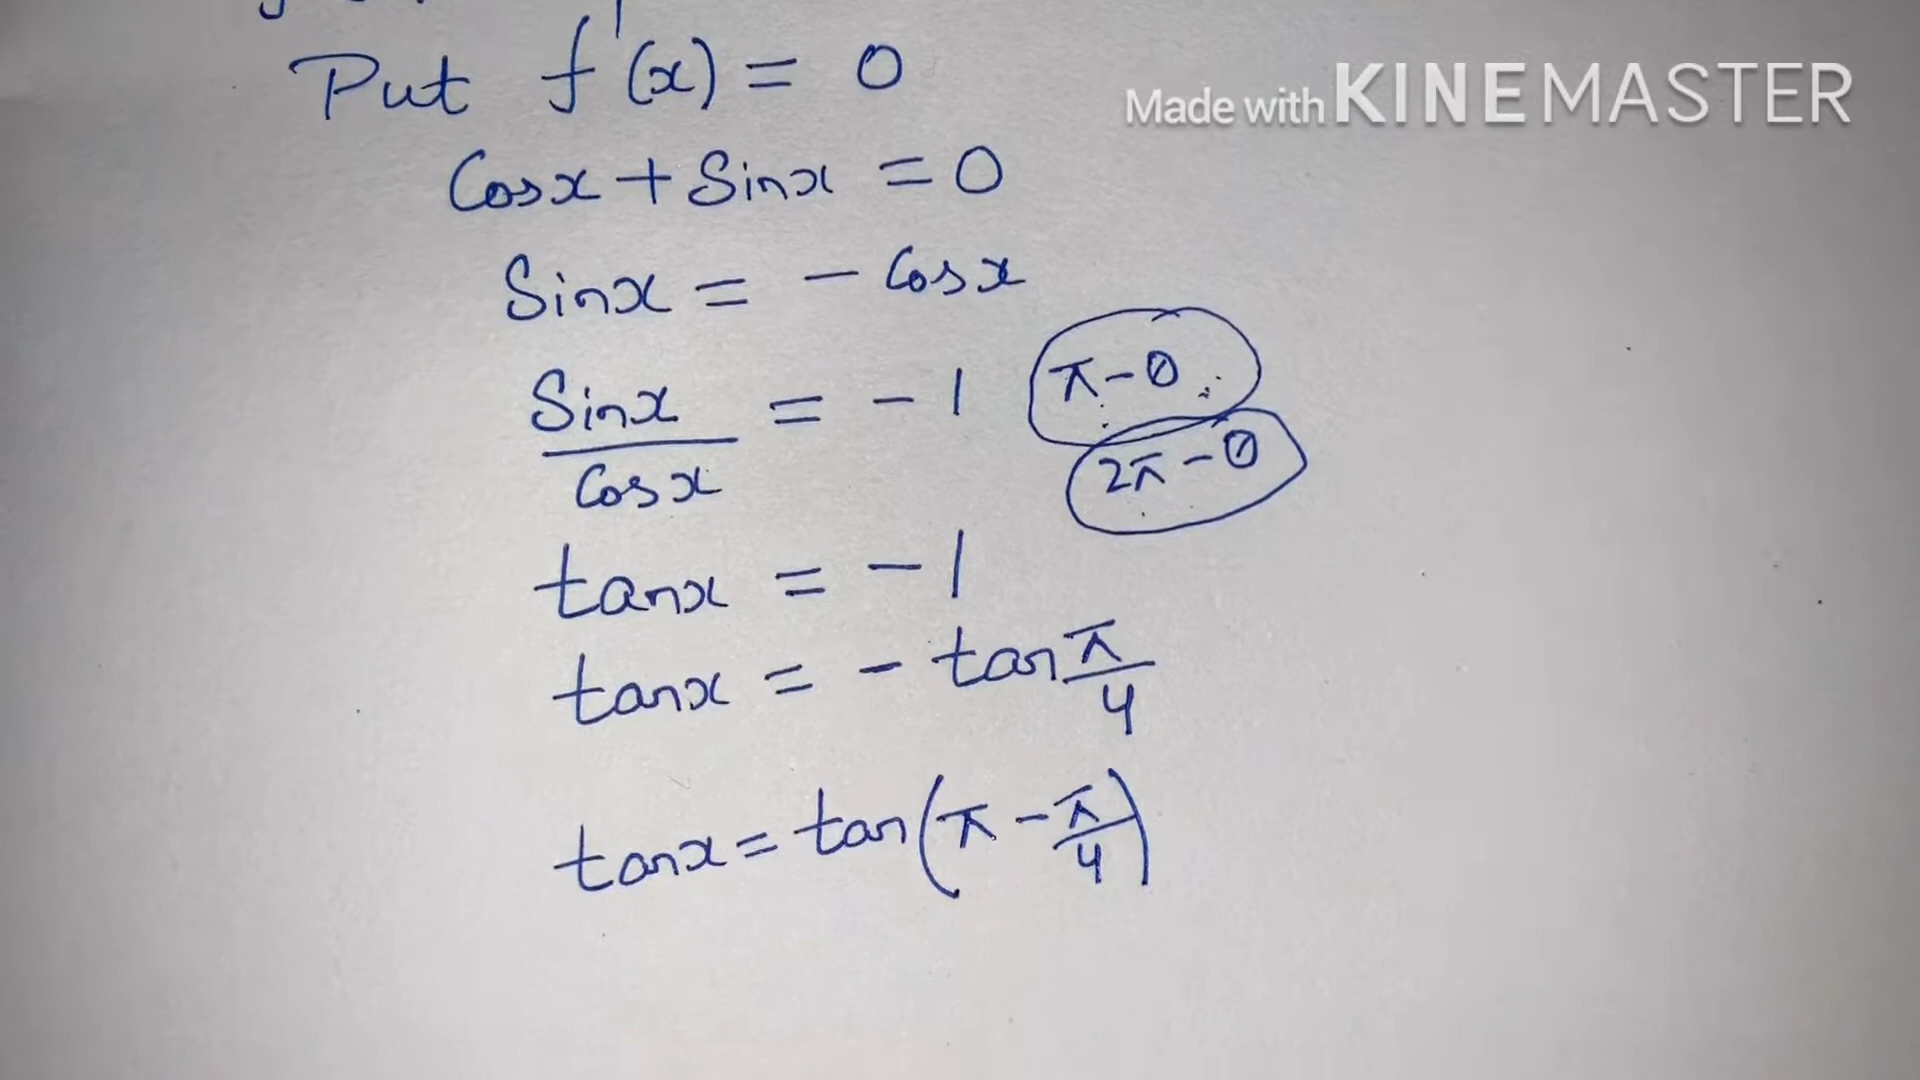 Put f'(x) = 0
Made with KINEMASTER
Cosx + Sinx = 0
Sinx = - Cosx
Sinx/Cosx = -1
π-θ
2π-θ
tanx = -1
tanx = - tan π/4
tanx = tan(π - π/4)